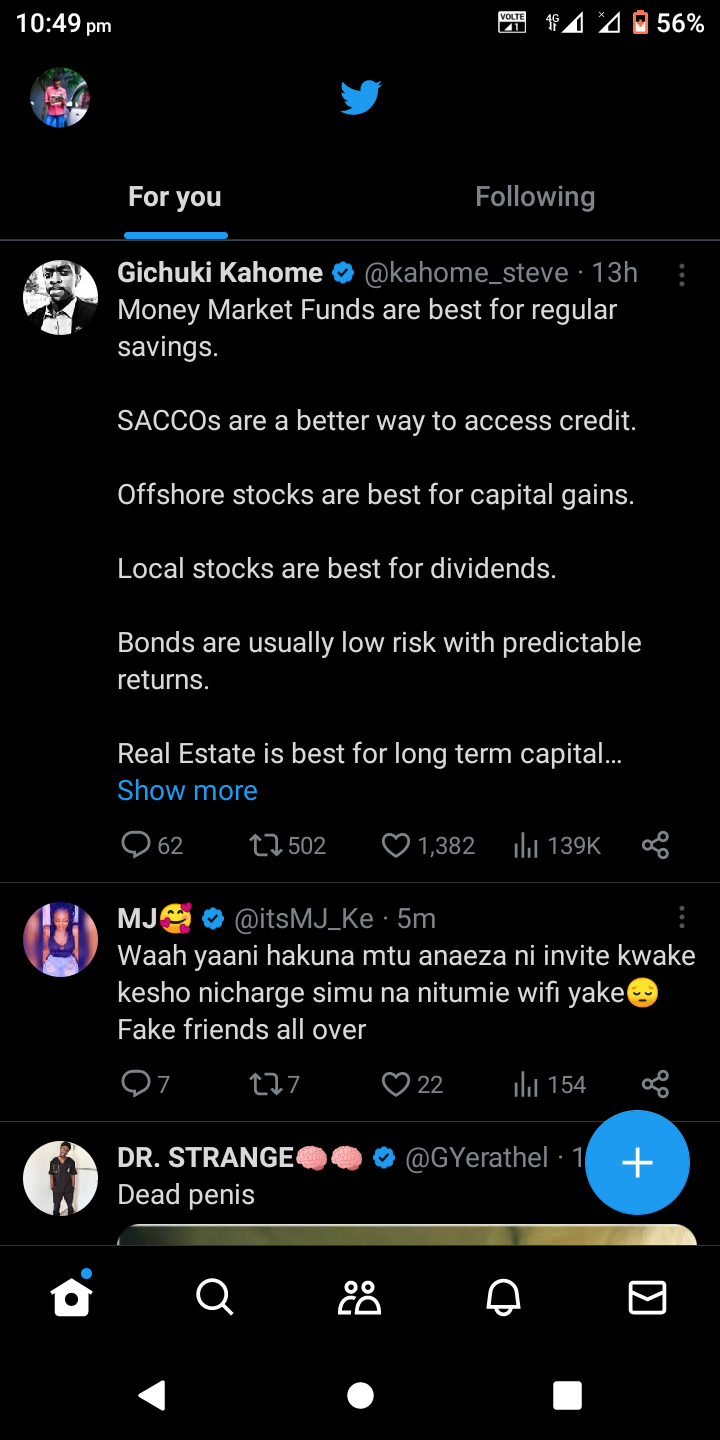 10:49 pm
VOLTE 1 4G 56%
For you Following
Gichuki Kahome @kahome_steve · 13h
Money Market Funds are best for regular
savings.
SACCOs are a better way to access credit.
Offshore stocks are best for capital gains.
Local stocks are best for dividends.
Bonds are usually low risk with predictable
returns.
Real Estate is best for long term capital...
Show more
62 502 1,382 139K
MJ🥰 @itsMJ_Ke · 5m
Waah yaani hakuna mtu anaeza ni invite kwake
kesho nicharge simu na nitumie wifi yake😔
Fake friends all over
7 7 22 154
DR. STRANGE🧠🧠 @GYerathel · 1
Dead penis